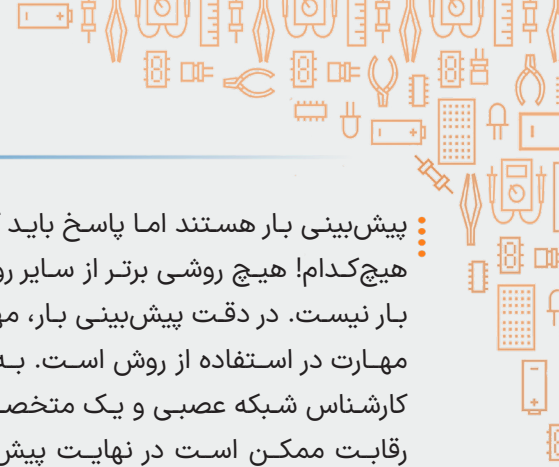 پیش‌بینی بار هستند اما پاسخ باید
هیچ‌کدام! هیچ روشی برتر از سایر
بار نیست. در دقت پیش‌بینی بار،
مهارت در استفاده از روش است.
کارشناس شبکه عصبی و یک
رقابت ممکن است در نهایت